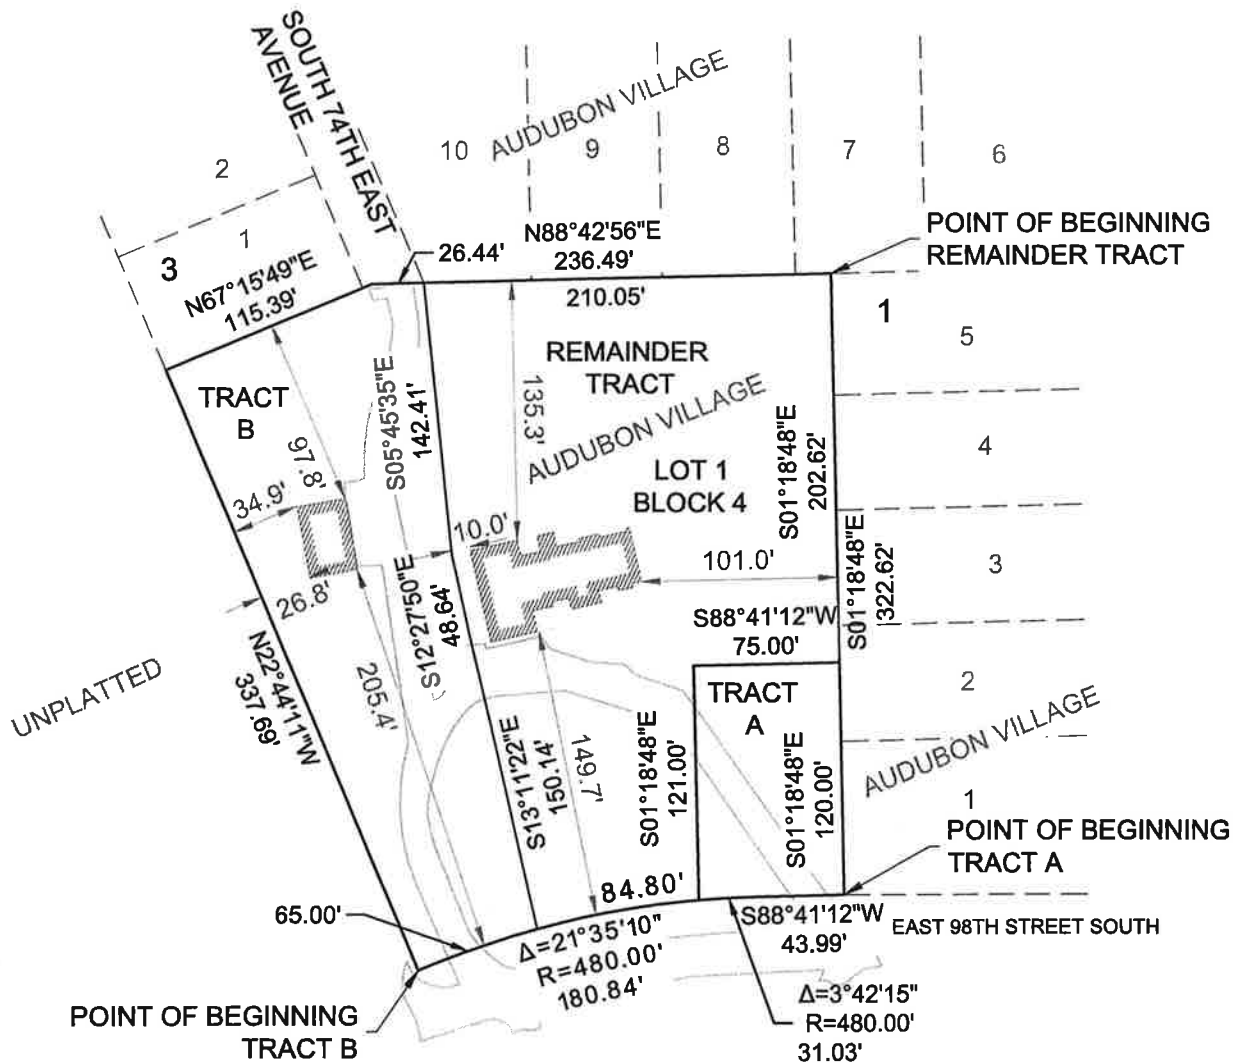 SOUTH 74TH EAST
AVENUE
AUDUBON VILLAGE
10
9
8
7
6
2
1
3
N67°15'49"E
115.39'
26.44'
N88°42'56"E
236.49'
210.05'
POINT OF BEGINNING
REMAINDER TRACT
1
5
4
3
2
1
TRACT
B
REMAINDER
TRACT
AUDUBON VILLAGE
LOT 1
BLOCK 4
S05°45'35"E
142.41'
135.3'
S01°18'48"E
202.62'
S01°18'48"E
322.62'
97.8'
34.9'
26.8'
10.0'
101.0'
S12°27'50"E
48.64'
S88°41'12"W
75.00'
UNPLATTED
N22°44'11"W
337.69'
205.4'
S13°11'22"E
150.14'
149.7'
S01°18'48"E
121.00'
TRACT
A
S01°18'48"E
120.00'
AUDUBON VILLAGE
POINT OF BEGINNING
TRACT A
65.00'
84.80'
Δ=21°35'10"
R=480.00'
180.84'
S88°41'12"W
43.99'
EAST 98TH STREET SOUTH
Δ=3°42'15"
R=480.00'
31.03'
POINT OF BEGINNING
TRACT B